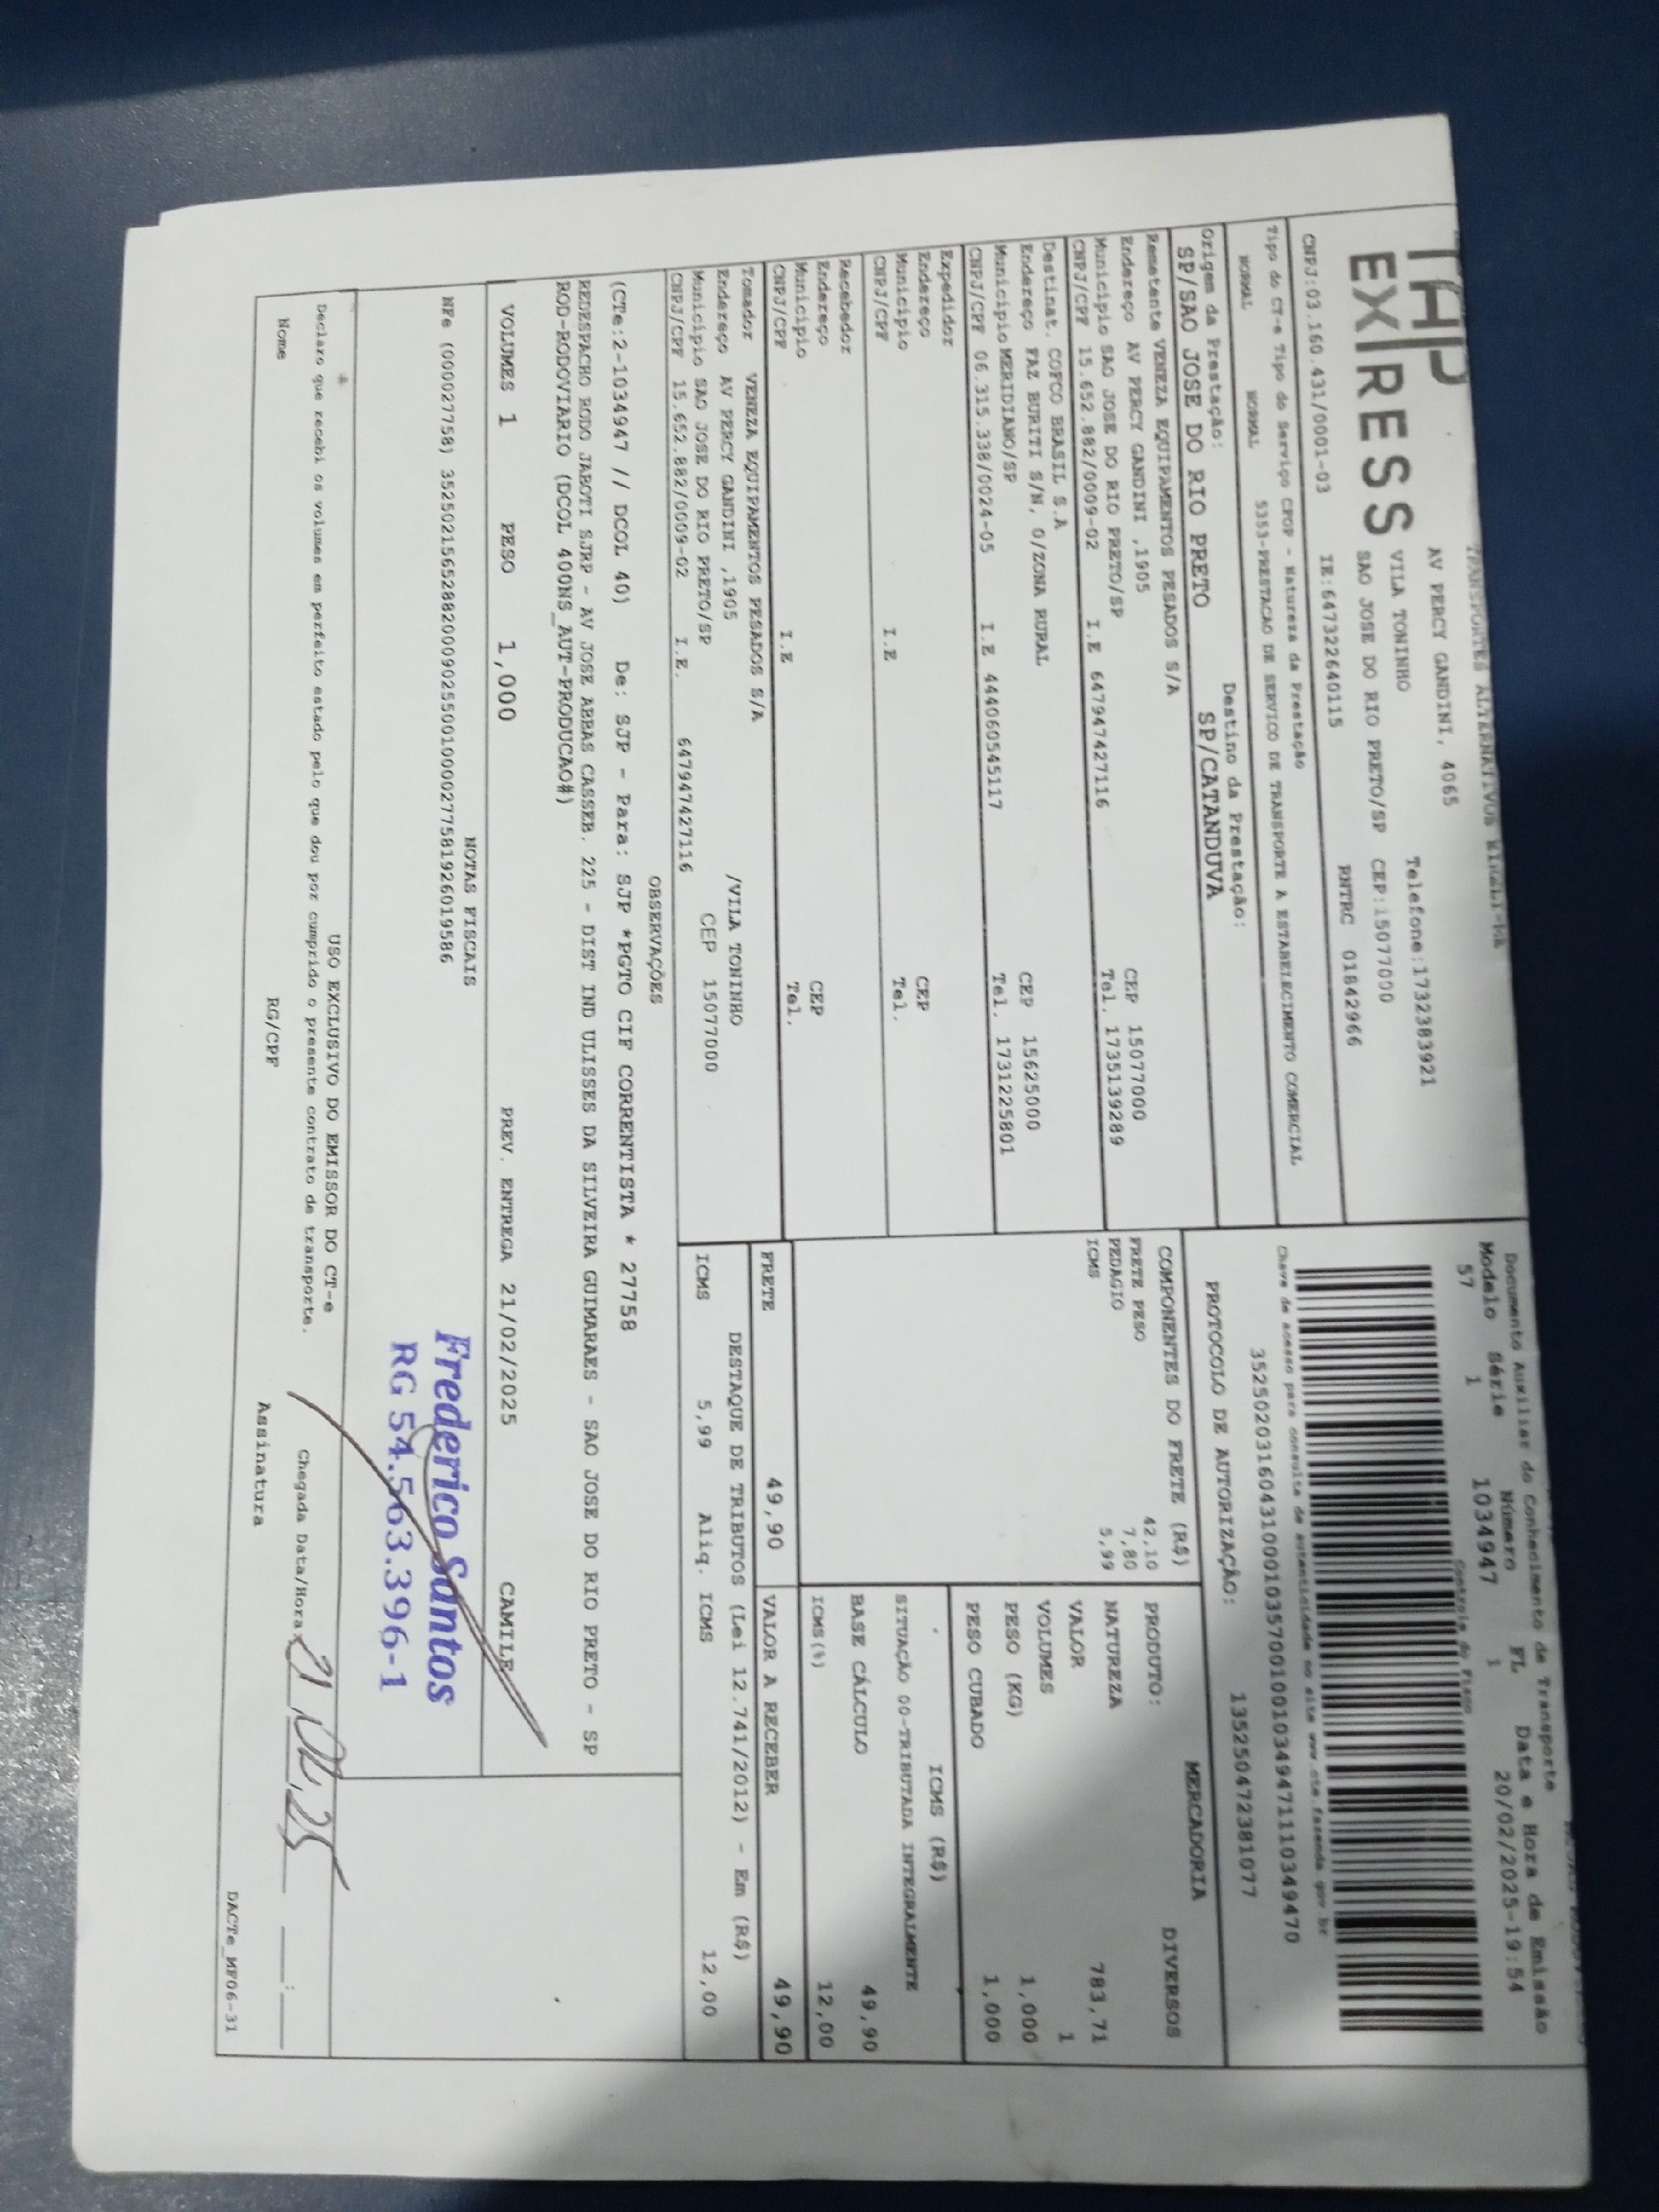 THP
EXPRESS
TRANSPORTES ALTERNATIVOS
AV PERCY GANDINI, 4065
VILA TONINHO
Telefone:1732383921
SAO JOSE DO RIO PRETO/SP CEP:15077000
CNPJ:03.160.431/0001-03 IE:647322640115 RNTRC 01842966
Tipo do CT-e Tipo do Serviço CFOP - Natureza da Prestação
NORMAL NORMAL 5353-PRESTACAO DE SERVICO DE TRANSPORTE A ESTABELECIMENTO COMERCIAL
Origem da Prestação: Destino da Prestação:
SP/SAO JOSE DO RIO PRETO SP/CATANDUVA
Documento Auxiliar do Conhecimento de Transporte
Modelo Série Número FL Data e Hora de Emissão
57 1 1034947 1 20/02/2025-19:54
Controle do Fisco
Chave de acesso para consulta de autenticidade no site www.cte.fazenda.gov.br
35250203160431000103570010010349471110349470
PROTOCOLO DE AUTORIZAÇÃO: 135250472381077
Remetente VENEZA EQUIPAMENTOS PESADOS S/A
Endereço AV PERCY GANDINI ,1905
Municipio SAO JOSE DO RIO PRETO/SP CEP 15077000
CNPJ/CPF 15.652.882/0009-02 I.E 647947427116 Tel. 1735139289
Destinat. COFCO BRASIL S.A
Endereço FAZ BURITI S/N, 0/ZONA RURAL
Municipio MERIDIANO/SP CEP 15625000
CNPJ/CPF 06.315.338/0024-05 I.E 444060545117 Tel. 1731225801
Expedidor
Endereço
Municipio CEP
CNPJ/CPF I.E Tel.
Recebedor
Endereço
Municipio CEP
CNPJ/CPF I.E Tel.
Tomador VENEZA EQUIPAMENTOS PESADOS S/A
Endereço AV PERCY GANDINI ,1905 /VILA TONINHO
Municipio SAO JOSE DO RIO PRETO/SP CEP 15077000
CNPJ/CPF 15.652.882/0009-02 I.E. 647947427116
COMPONENTES DO FRETE (R$)
FRETE PESO 42,10
PEDAGIO 7,80
ICMS 5,99
MERCADORIA
PRODUTO: DIVERSOS
NATUREZA
VALOR 783,71
VOLUMES 1
PESO (KG) 1,000
PESO CUBADO 1,000
ICMS (R$)
SITUAÇÃO 00-TRIBUTADA INTEGRALMENTE
BASE CÁLCULO 49,90
ICMS(%) 12,00
FRETE 49,90 VALOR A RECEBER 49,90
DESTAQUE DE TRIBUTOS (Lei 12.741/2012) - Em (R$)
ICMS 5,99 Aliq. ICMS 12,00
OBSERVAÇÕES
(CTe:2-1034947 // DCOL 40) De: SJP - Para: SJP *PGTO CIF CORRENTISTA * 27758
REDESPACHO RODO JABOTI SJRP - AV JOSE ABBAS CASSEB, 225 - DIST IND ULISSES DA SILVEIRA GUIMARAES - SAO JOSE DO RIO PRETO - SP
ROD-RODOVIARIO (DCOL 400NS_AUT-PRODUCAO#)
VOLUMES 1 PESO 1,000 PREV. ENTREGA 21/02/2025 CAMILE
NOTAS FISCAIS
NFe (000027758) 35250215652882000902550010000277581926019586
Frederico Santos
RG 54.563.396-1
USO EXCLUSIVO DO EMISSOR DO CT-e
Declaro que recebi os volumes em perfeito estado pelo que dou por cumprido o presente contrato de transporte.
Chegada Data/Hora: 21,02,25 ___:___
Nome RG/CPF Assinatura
DACTe_MF06-31